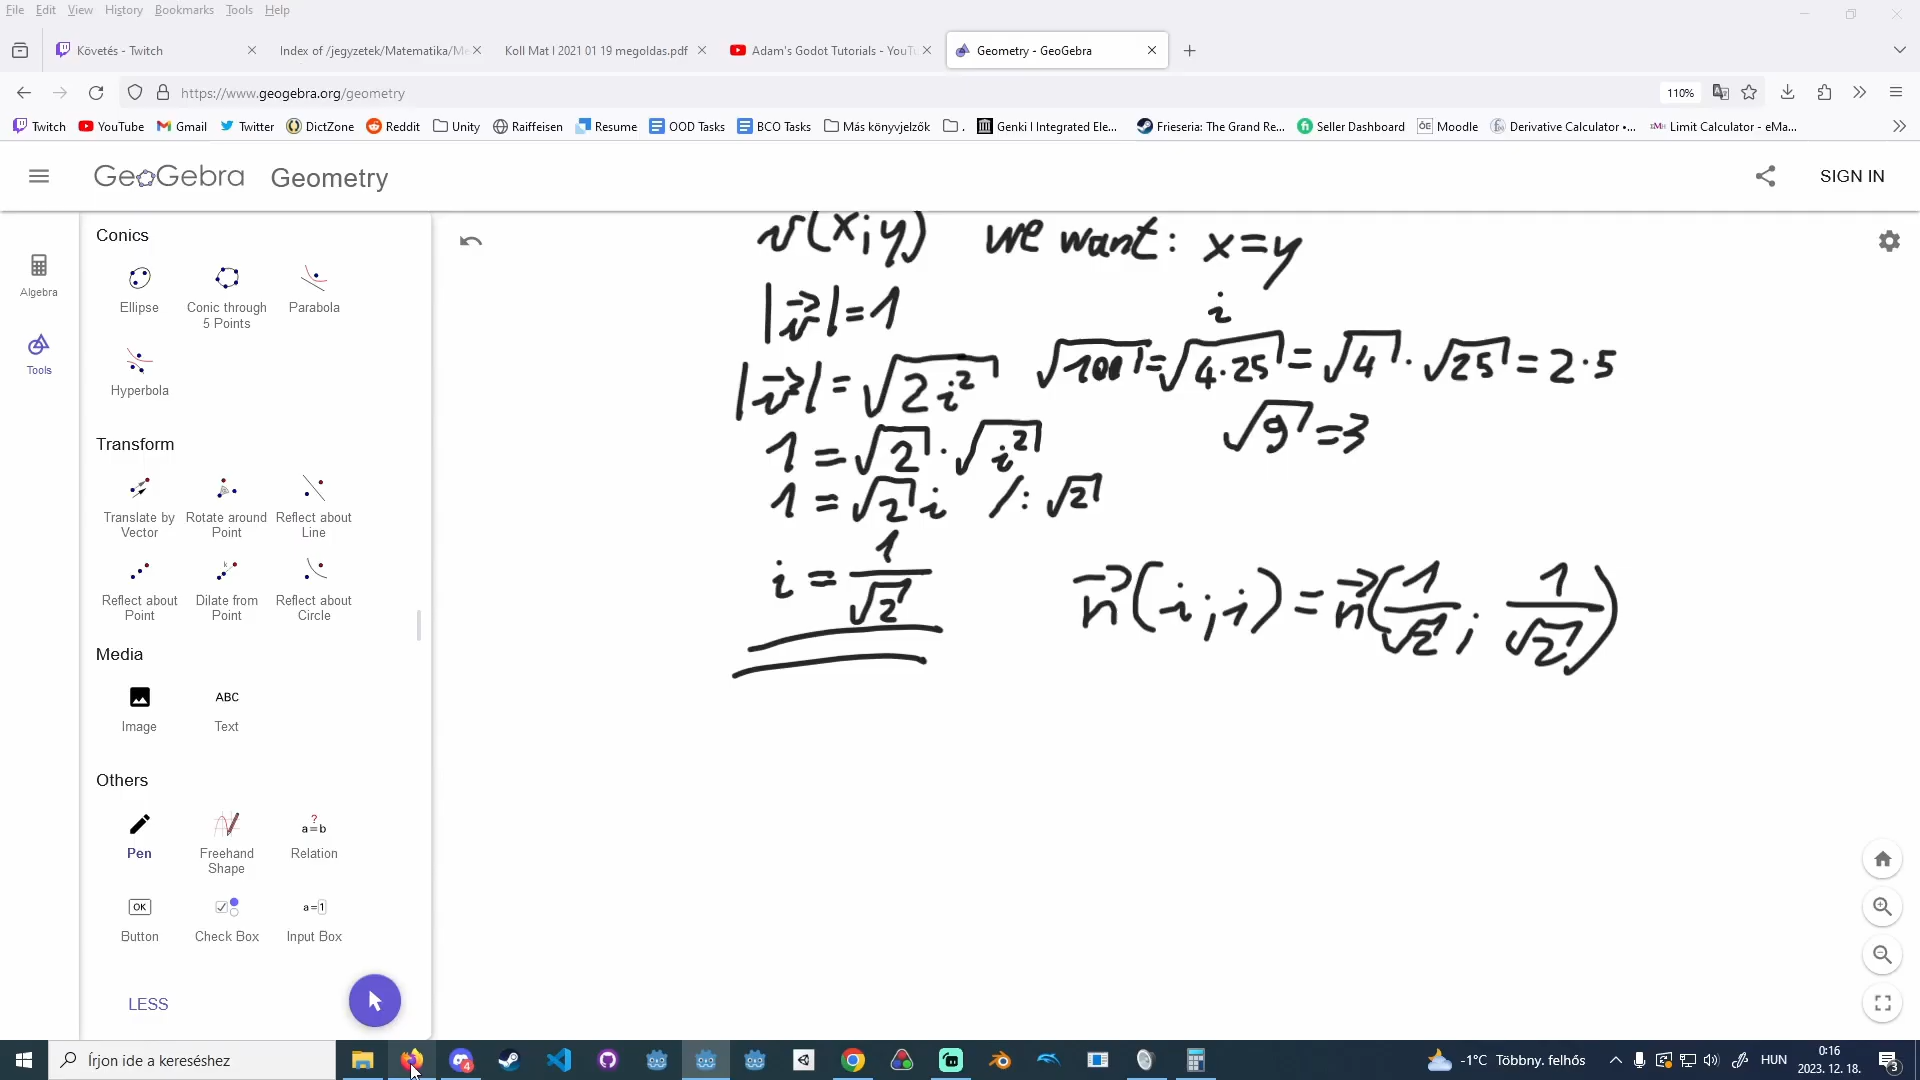 File Edit View History Bookmarks Tools Help
Követés - Twitch
Index of /jegyzetek/Matematika/Me
Koll Mat I 2021 01 19 megoldas.pdf
Adam's Godot Tutorials - YouTu
Geometry - GeoGebra
https://www.geogebra.org/geometry
110%
Twitch YouTube Gmail Twitter DictZone Reddit Unity Raiffeisen Resume OOD Tasks BCO Tasks Más könyvjelzők . Genki I Integrated Ele... Frieseria: The Grand Re... Seller Dashboard Moodle Derivative Calculator •... Limit Calculator - eMa...
GeoGebra Geometry
SIGN IN
Algebra
Tools
Conics
Ellipse
Conic through 5 Points
Parabola
Hyperbola
Transform
Translate by Vector
Rotate around Point
Reflect about Line
Reflect about Point
Dilate from Point
Reflect about Circle
Media
Image
ABC
Text
Others
Pen
Freehand Shape
a=b
?
Relation
OK
Button
Check Box
a=1
Input Box
LESS
v(x;y) we want: x=y
|v⃗|=1
i
|v⃗|=√2i²
√100=√4·25=√4·√25=2·5
1=√2·√i²
√9=3
1=√2i /:√2
i=1/√2
n⃗(i;i)=n⃗(1/√2; 1/√2)
Írjon ide a kereséshez
4
-1°C Többny. felhős
HUN
0:16
2023. 12. 18.
3